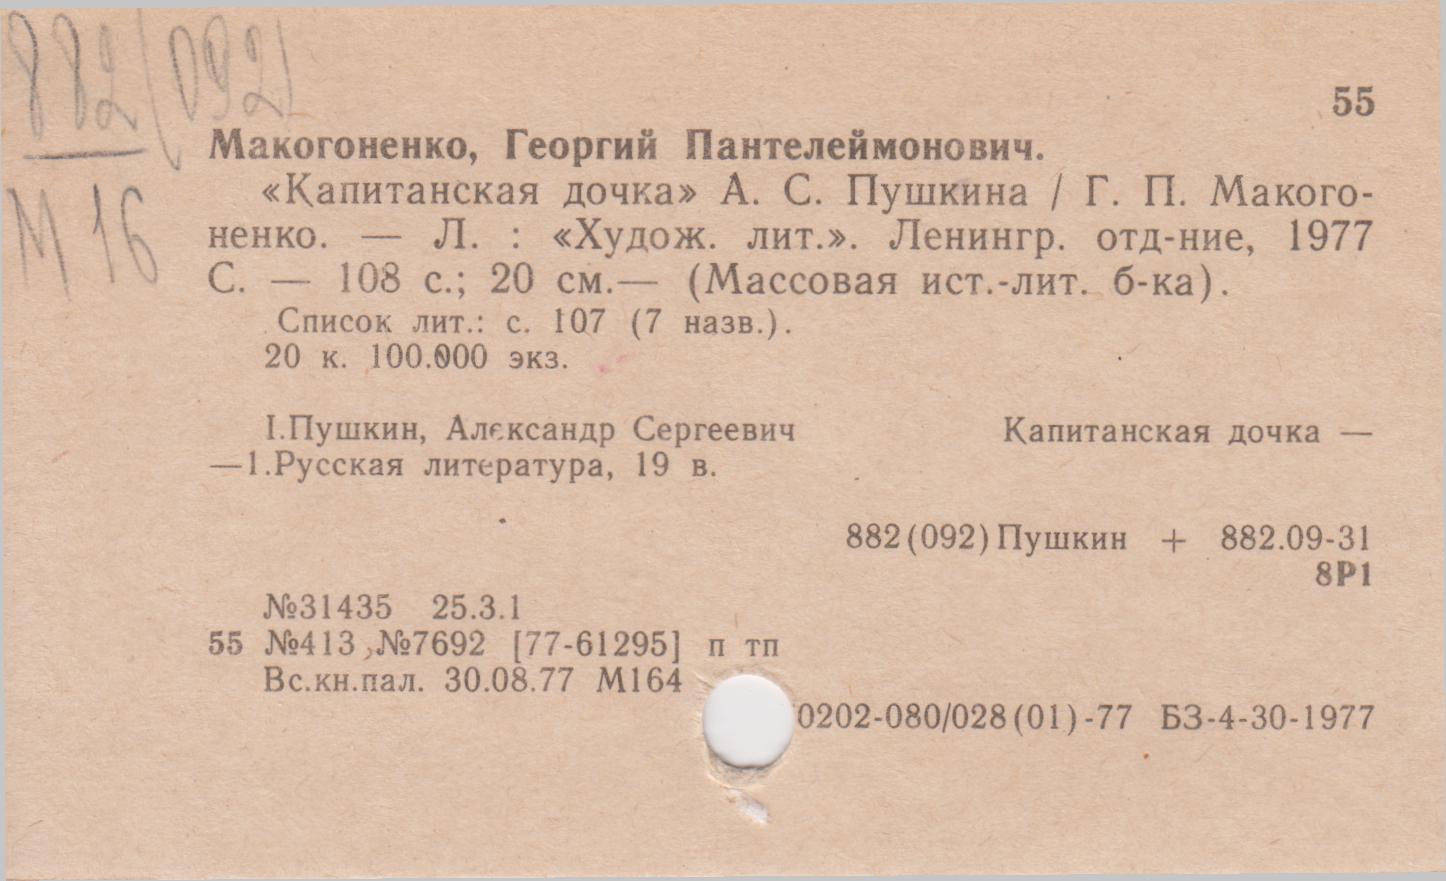 882(092)
М 16
55
Макогоненко, Георгий Пантелеймонович.
«Капитанская дочка» А. С. Пушкина / Г. П. Макого-
ненко. — Л. : «Худож. лит.». Ленингр. отд-ние, 1977
С. — 108 с.; 20 см.— (Массовая ист.-лит. б-ка).
Список лит.: с. 107 (7 назв.).
20 к. 100.000 экз.
I.Пушкин, Александр Сергеевич Капитанская дочка —
—1.Русская литература, 19 в.
882(092)Пушкин + 882.09-31
8Р1
№31435 25.3.1
55 №413,№7692 [77-61295] п тп
Вс.кн.пал. 30.08.77 М164
0202-080/028(01)-77 БЗ-4-30-1977